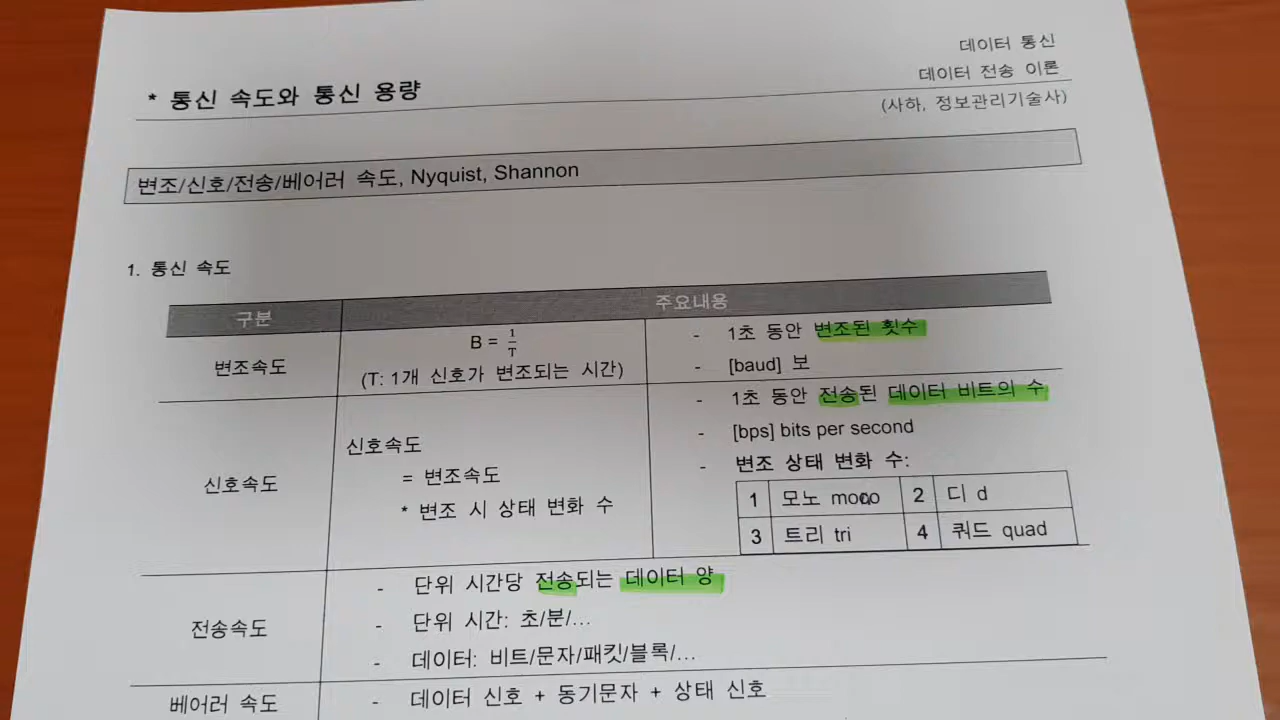 데이터 통신
데이터 전송 이론
* 통신 속도와 통신 용량
(사하, 정보관리기술사)
변조/신호/전송/베어러 속도, Nyquist, Shannon
1. 통신 속도
구분 주요내용
변조속도
B = 1/T
(T: 1개 신호가 변조되는 시간)
- 1초 동안 변조된 횟수
- [baud] 보
신호속도
신호속도
= 변조속도
* 변조 시 상태 변화 수
- 1초 동안 전송된 데이터 비트의 수
- [bps] bits per second
- 변조 상태 변화 수:
1 모노 mono 2 디 d
3 트리 tri 4 쿼드 quad
전송속도
- 단위 시간당 전송되는 데이터 양
- 단위 시간: 초/분/...
- 데이터: 비트/문자/패킷/블록/...
베어러 속도
- 데이터 신호 + 동기문자 + 상태 신호